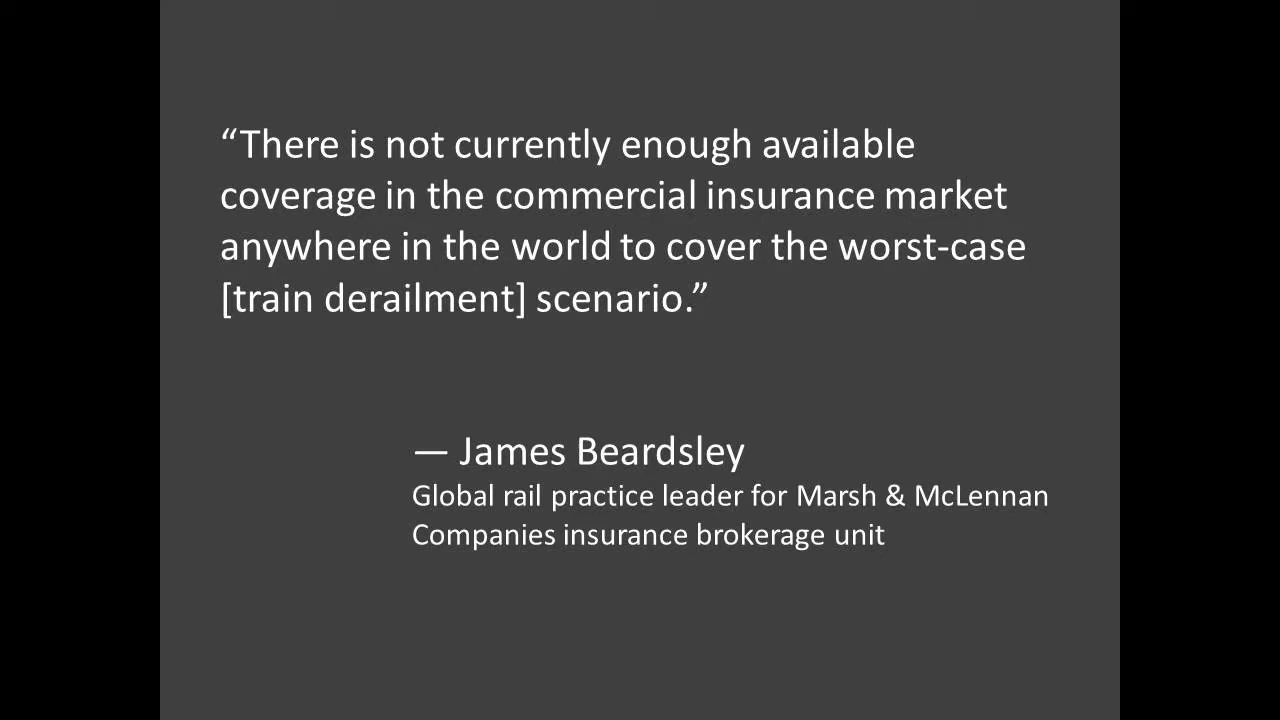 “There is not currently enough available
coverage in the commercial insurance market
anywhere in the world to cover the worst-case
[train derailment] scenario.”
— James Beardsley
Global rail practice leader for Marsh & McLennan
Companies insurance brokerage unit